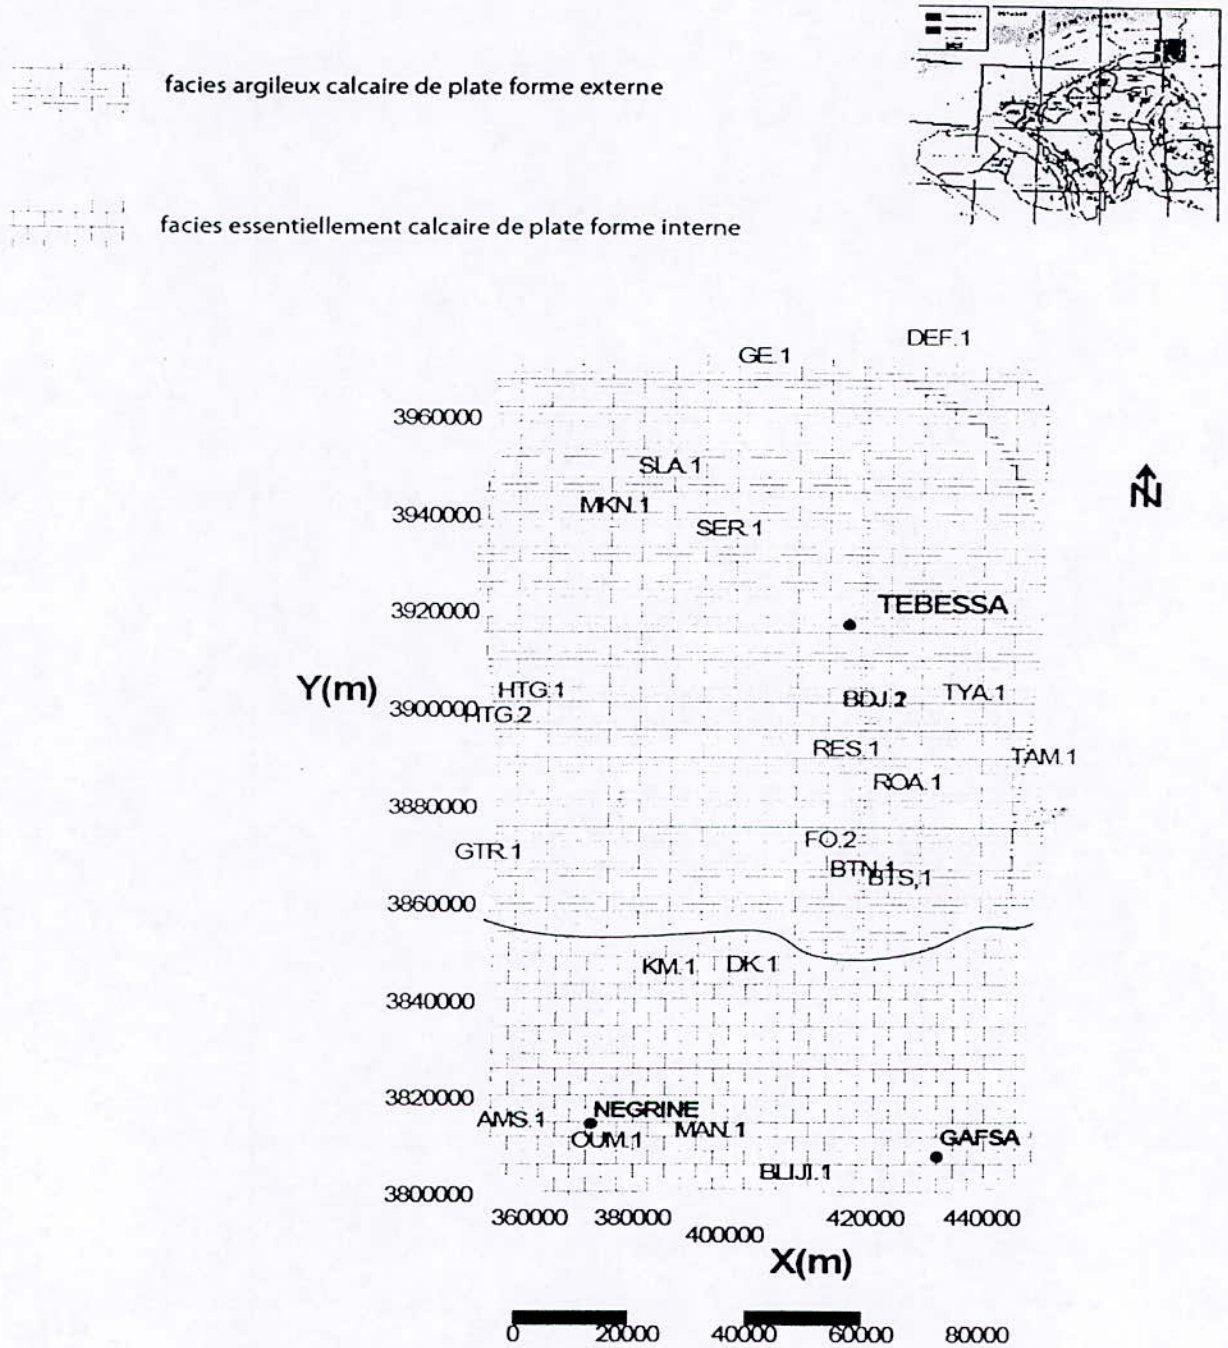 facies argileux calcaire de plate forme externe
facies essentiellement calcaire de plate forme interne
DEF.1
GE.1
3960000
SLA.1
MKN.1
3940000
SER.1
N
TEBESSA
3920000
Y(m)
HTG.1
BDJ.2
TYA.1
3900000
HTG.2
RES.1
TAM.1
ROA.1
3880000
FO.2
GTR.1
BTN.1
BTS,1
3860000
KM.1
DK.1
3840000
3820000
AMS.1
NEGRINE
OUM.1
MAN.1
GAFSA
BLIJI.1
3800000
360000
380000
400000
420000
440000
X(m)
0
20000
40000
60000
80000